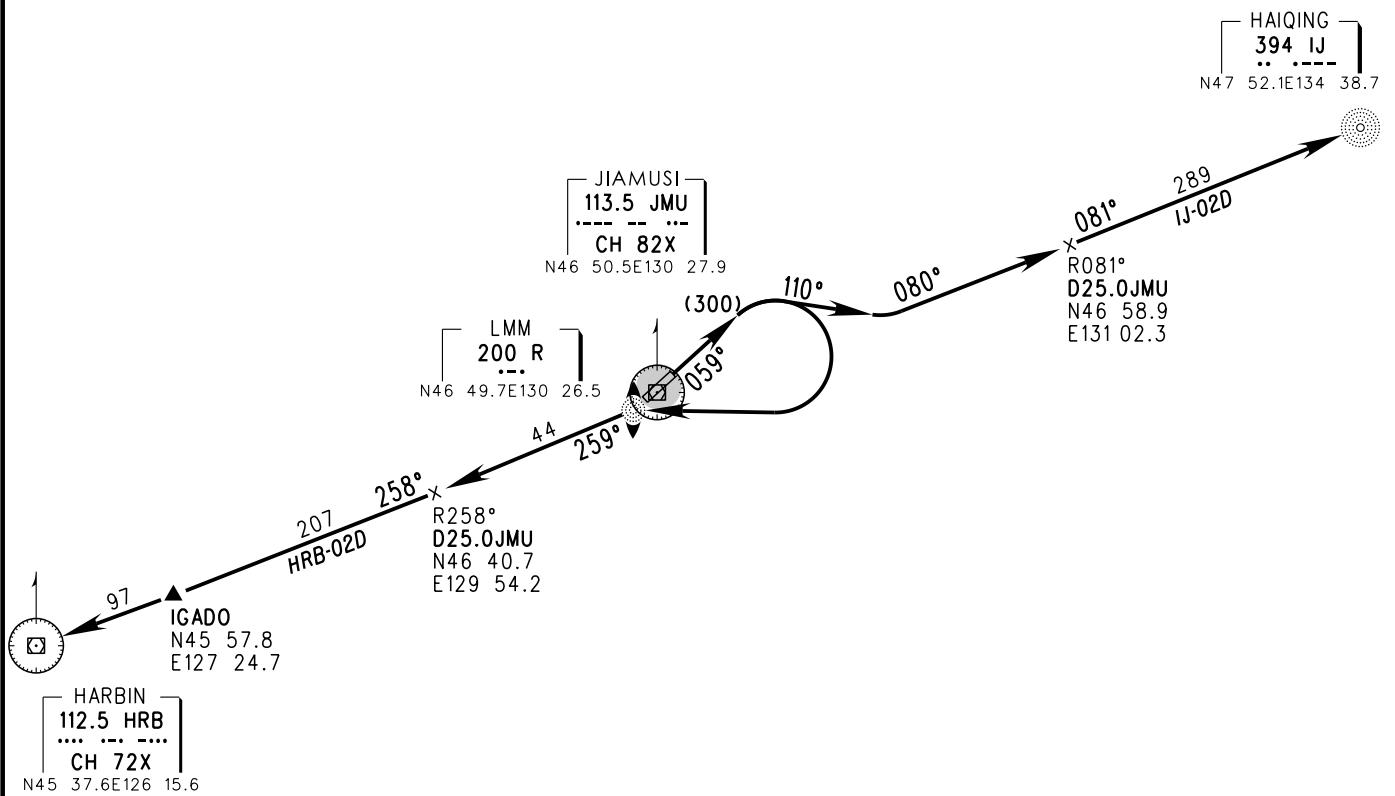 HAIQING
394 IJ
N47 52.1E134 38.7
JIAMUSI
113.5 JMU
CH 82X
N46 50.5E130 27.9
289
IJ-02D
081°
R081°
D25.0JMU
N46 58.9
E131 02.3
080°
110°
(300)
059°
LMM
200 R
N46 49.7E130 26.5
44
259°
258°
R258°
D25.0JMU
N46 40.7
E129 54.2
207
HRB-02D
97
IGADO
N45 57.8
E127 24.7
HARBIN
112.5 HRB
CH 72X
N45 37.6E126 15.6